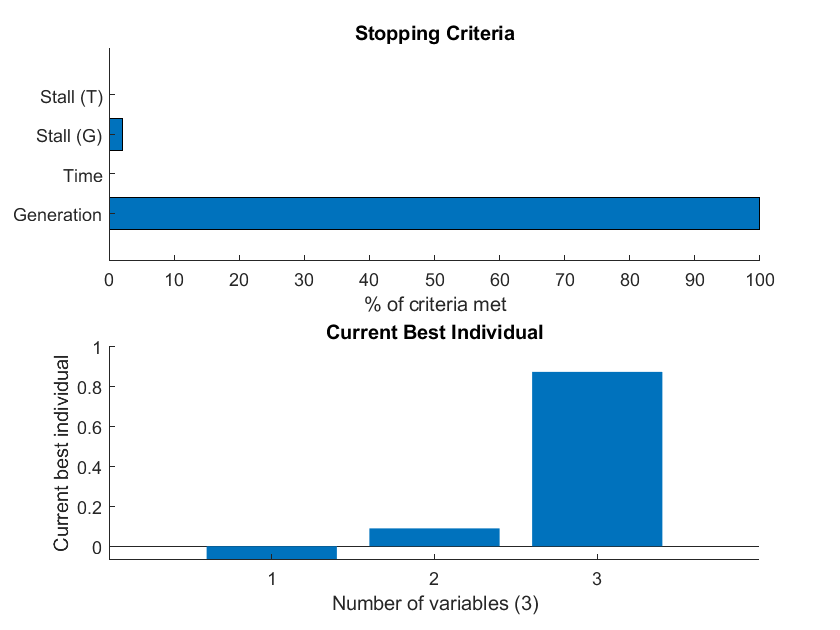 Stopping Criteria
Stall (T)
Stall (G)
Time
Generation
0 10 20 30 40 50 60 70 80 90 100
% of criteria met
Current Best Individual
Current best individual
1
0.8
0.6
0.4
0.2
0
1 2 3
Number of variables (3)